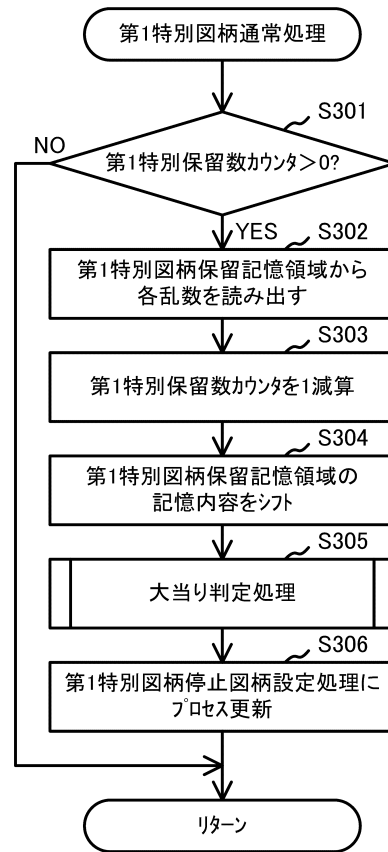 第1特別図柄通常処理
S301
NO
第1特別保留数カウンタ＞0?
YES
S302
第1特別図柄保留記憶領域から
各乱数を読み出す
S303
第1特別保留数カウンタを1減算
S304
第1特別図柄保留記憶領域の
記憶内容をシフト
S305
大当り判定処理
S306
第1特別図柄停止図柄設定処理に
プロセス更新
リターン